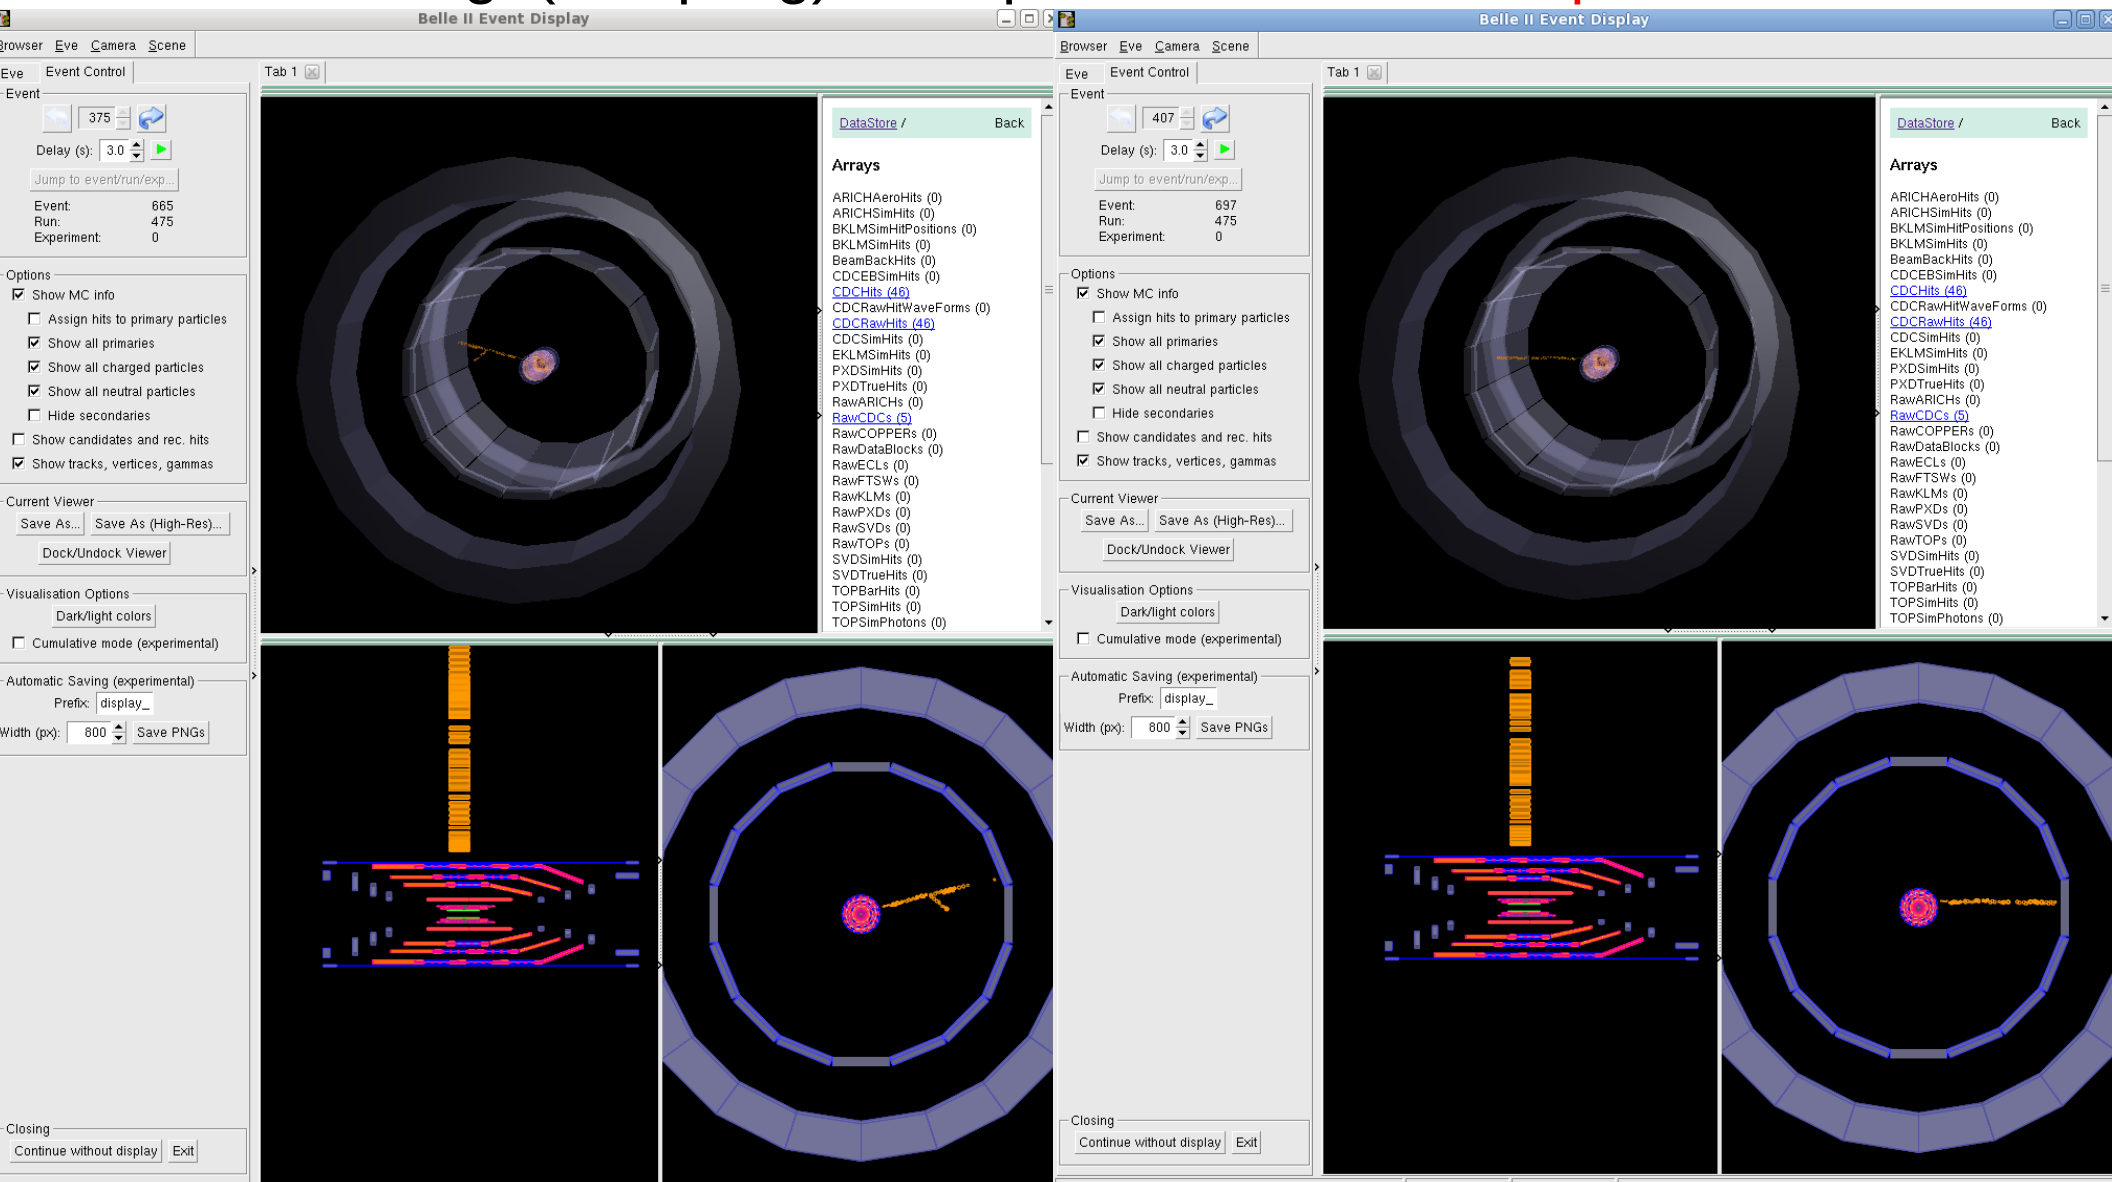 Belle II Event Display
Browser Eve Camera Scene
Eve Event Control
Tab 1
Event
375
Delay (s): 3.0
Jump to event/run/exp...
Event: 665
Run: 475
Experiment: 0
Options
Show MC info
Assign hits to primary particles
Show all primaries
Show all charged particles
Show all neutral particles
Hide secondaries
Show candidates and rec. hits
Show tracks, vertices, gammas
Current Viewer
Save As... Save As (High-Res)...
Dock/Undock Viewer
Visualisation Options
Dark/light colors
Cumulative mode (experimental)
Automatic Saving (experimental)
Prefix: display_
Width (px): 800 Save PNGs
Closing
Continue without display Exit
DataStore / Back
Arrays
ARICHAeroHits (0)
ARICHSimHits (0)
BKLMSimHitPositions (0)
BKLMSimHits (0)
BeamBackHits (0)
CDCEBSimHits (0)
CDCHits (46)
CDCRawHitWaveForms (0)
CDCRawHits (46)
CDCSimHits (0)
EKLMSimHits (0)
PXDSimHits (0)
PXDTrueHits (0)
RawARICHs (0)
RawCDCs (5)
RawCOPPERs (0)
RawDataBlocks (0)
RawECLs (0)
RawFTSWs (0)
RawKLMs (0)
RawPXDs (0)
RawSVDs (0)
RawTOPs (0)
SVDSimHits (0)
SVDTrueHits (0)
TOPBarHits (0)
TOPSimHits (0)
TOPSimPhotons (0)
Belle II Event Display
Browser Eve Camera Scene
Eve Event Control
Tab 1
Event
407
Delay (s): 3.0
Jump to event/run/exp...
Event: 697
Run: 475
Experiment: 0
Options
Show MC info
Assign hits to primary particles
Show all primaries
Show all charged particles
Show all neutral particles
Hide secondaries
Show candidates and rec. hits
Show tracks, vertices, gammas
Current Viewer
Save As... Save As (High-Res)...
Dock/Undock Viewer
Visualisation Options
Dark/light colors
Cumulative mode (experimental)
Automatic Saving (experimental)
Prefix: display_
Width (px): 800 Save PNGs
Closing
Continue without display Exit
DataStore / Back
Arrays
ARICHAeroHits (0)
ARICHSimHits (0)
BKLMSimHitPositions (0)
BKLMSimHits (0)
BeamBackHits (0)
CDCEBSimHits (0)
CDCHits (46)
CDCRawHitWaveForms (0)
CDCRawHits (46)
CDCSimHits (0)
EKLMSimHits (0)
PXDSimHits (0)
PXDTrueHits (0)
RawARICHs (0)
RawCDCs (5)
RawCOPPERs (0)
RawDataBlocks (0)
RawECLs (0)
RawFTSWs (0)
RawKLMs (0)
RawPXDs (0)
RawSVDs (0)
RawTOPs (0)
SVDSimHits (0)
SVDTrueHits (0)
TOPBarHits (0)
TOPSimHits (0)
TOPSimPhotons (0)